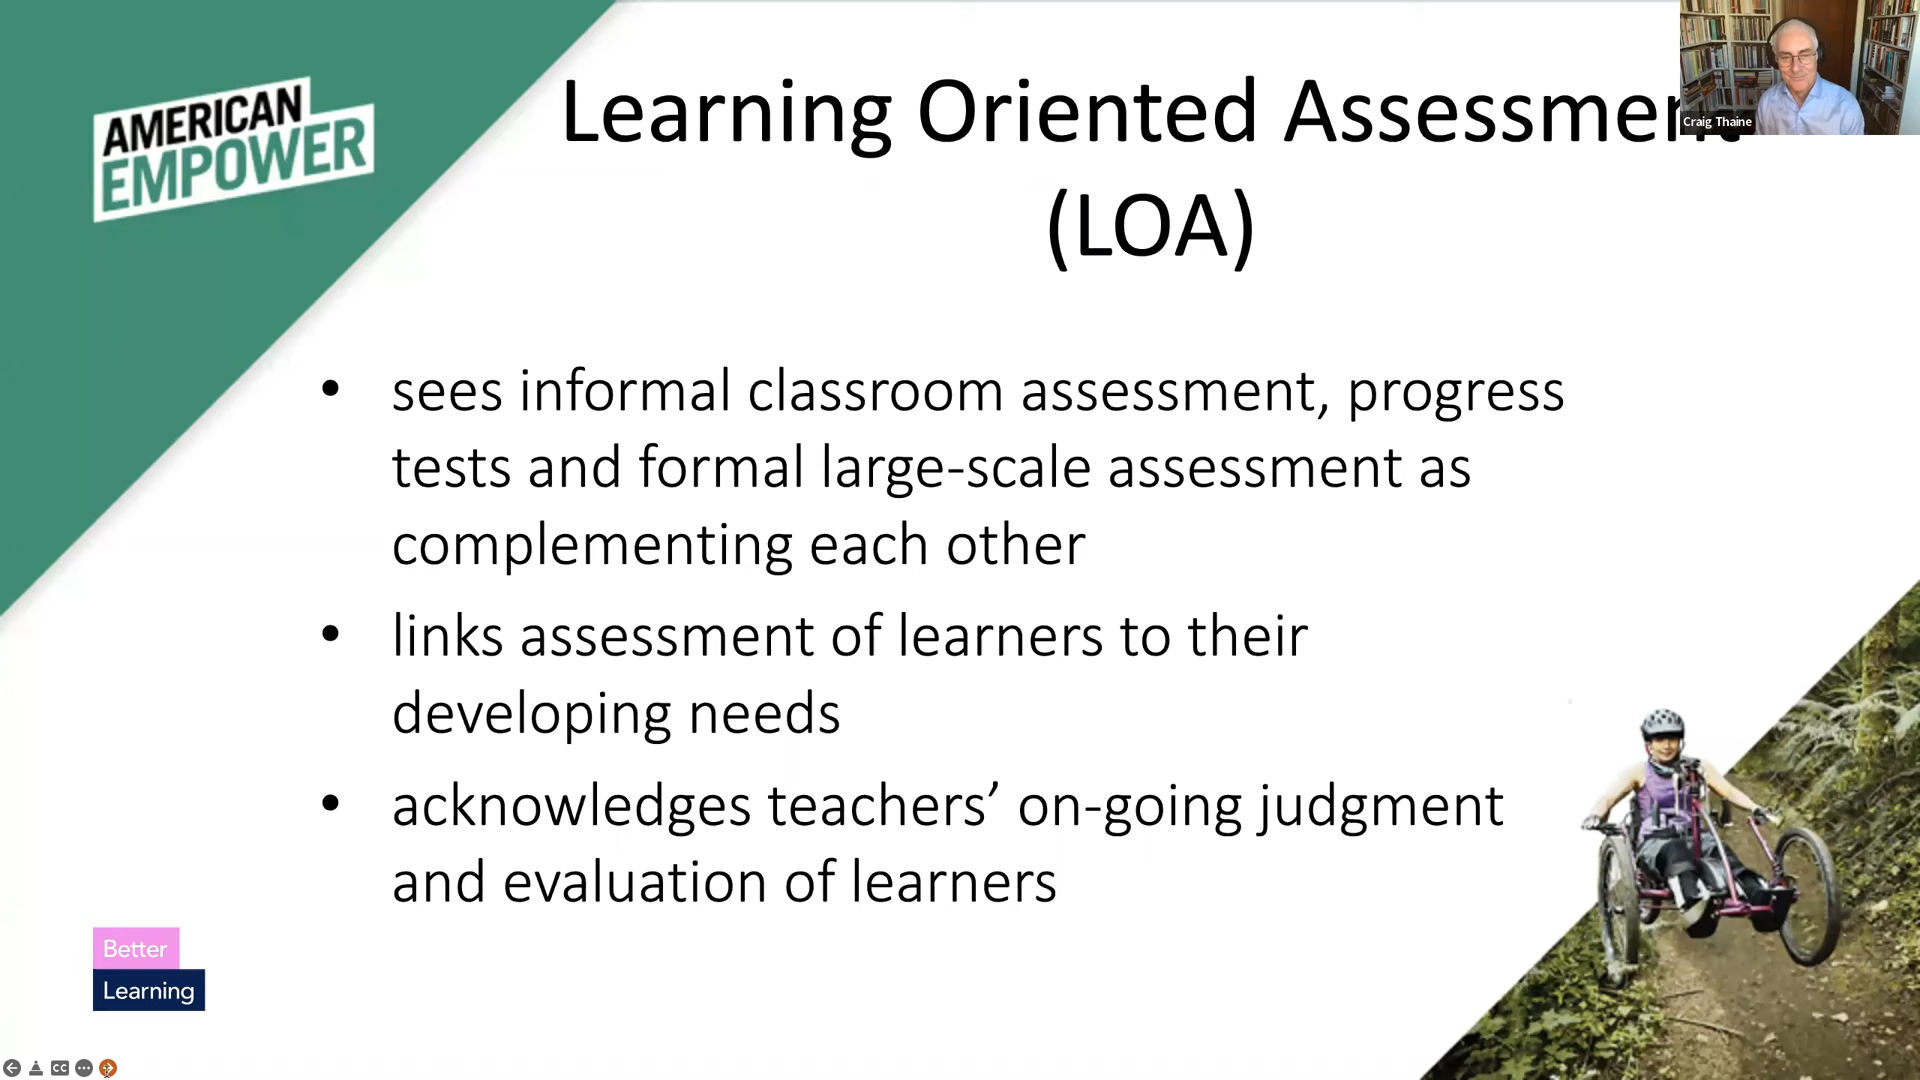 AMERICAN
EMPOWER
Learning Oriented Assessment
(LOA)
Craig Thaine
• sees informal classroom assessment, progress
tests and formal large-scale assessment as
complementing each other
• links assessment of learners to their
developing needs
• acknowledges teachers’ on-going judgment
and evaluation of learners
Better
Learning
CC